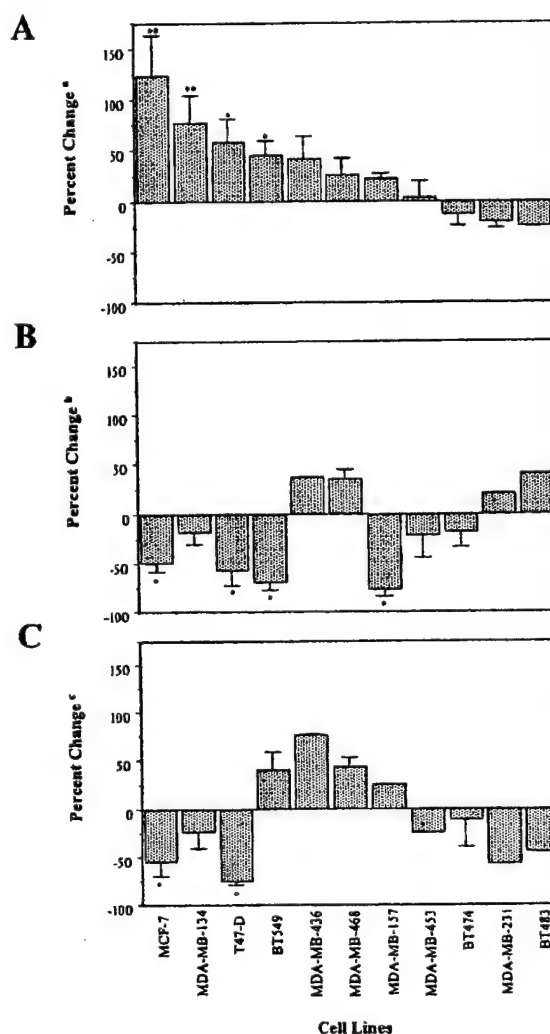 A
Percent Change a
150
100
50
0
-50
-100
** ** * *
B
Percent Change b
150
100
50
0
-50
-100
* * * *
C
Percent Change c
150
100
50
0
-50
-100
* *
MCF-7
MDA-MB-134
T47-D
BT549
MDA-MB-436
MDA-MB-468
MDA-MB-157
MDA-MB-453
BT474
MDA-MB-231
BT483
Cell Lines